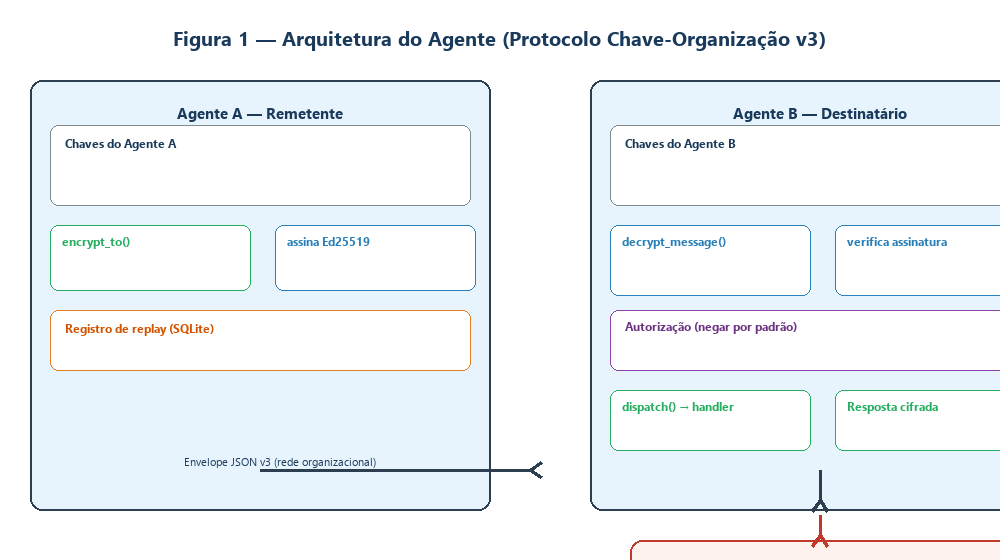 Figura 1 — Arquitetura do Agente (Protocolo Chave-Organização v3)
Agente A — Remetente
Chaves do Agente A
encrypt_to()
assina Ed25519
Registro de replay (SQLite)
Envelope JSON v3 (rede organizacional)
Agente B — Destinatário
Chaves do Agente B
decrypt_message()
verifica assinatura
Autorização (negar por padrão)
dispatch() → handler
Resposta cifrada